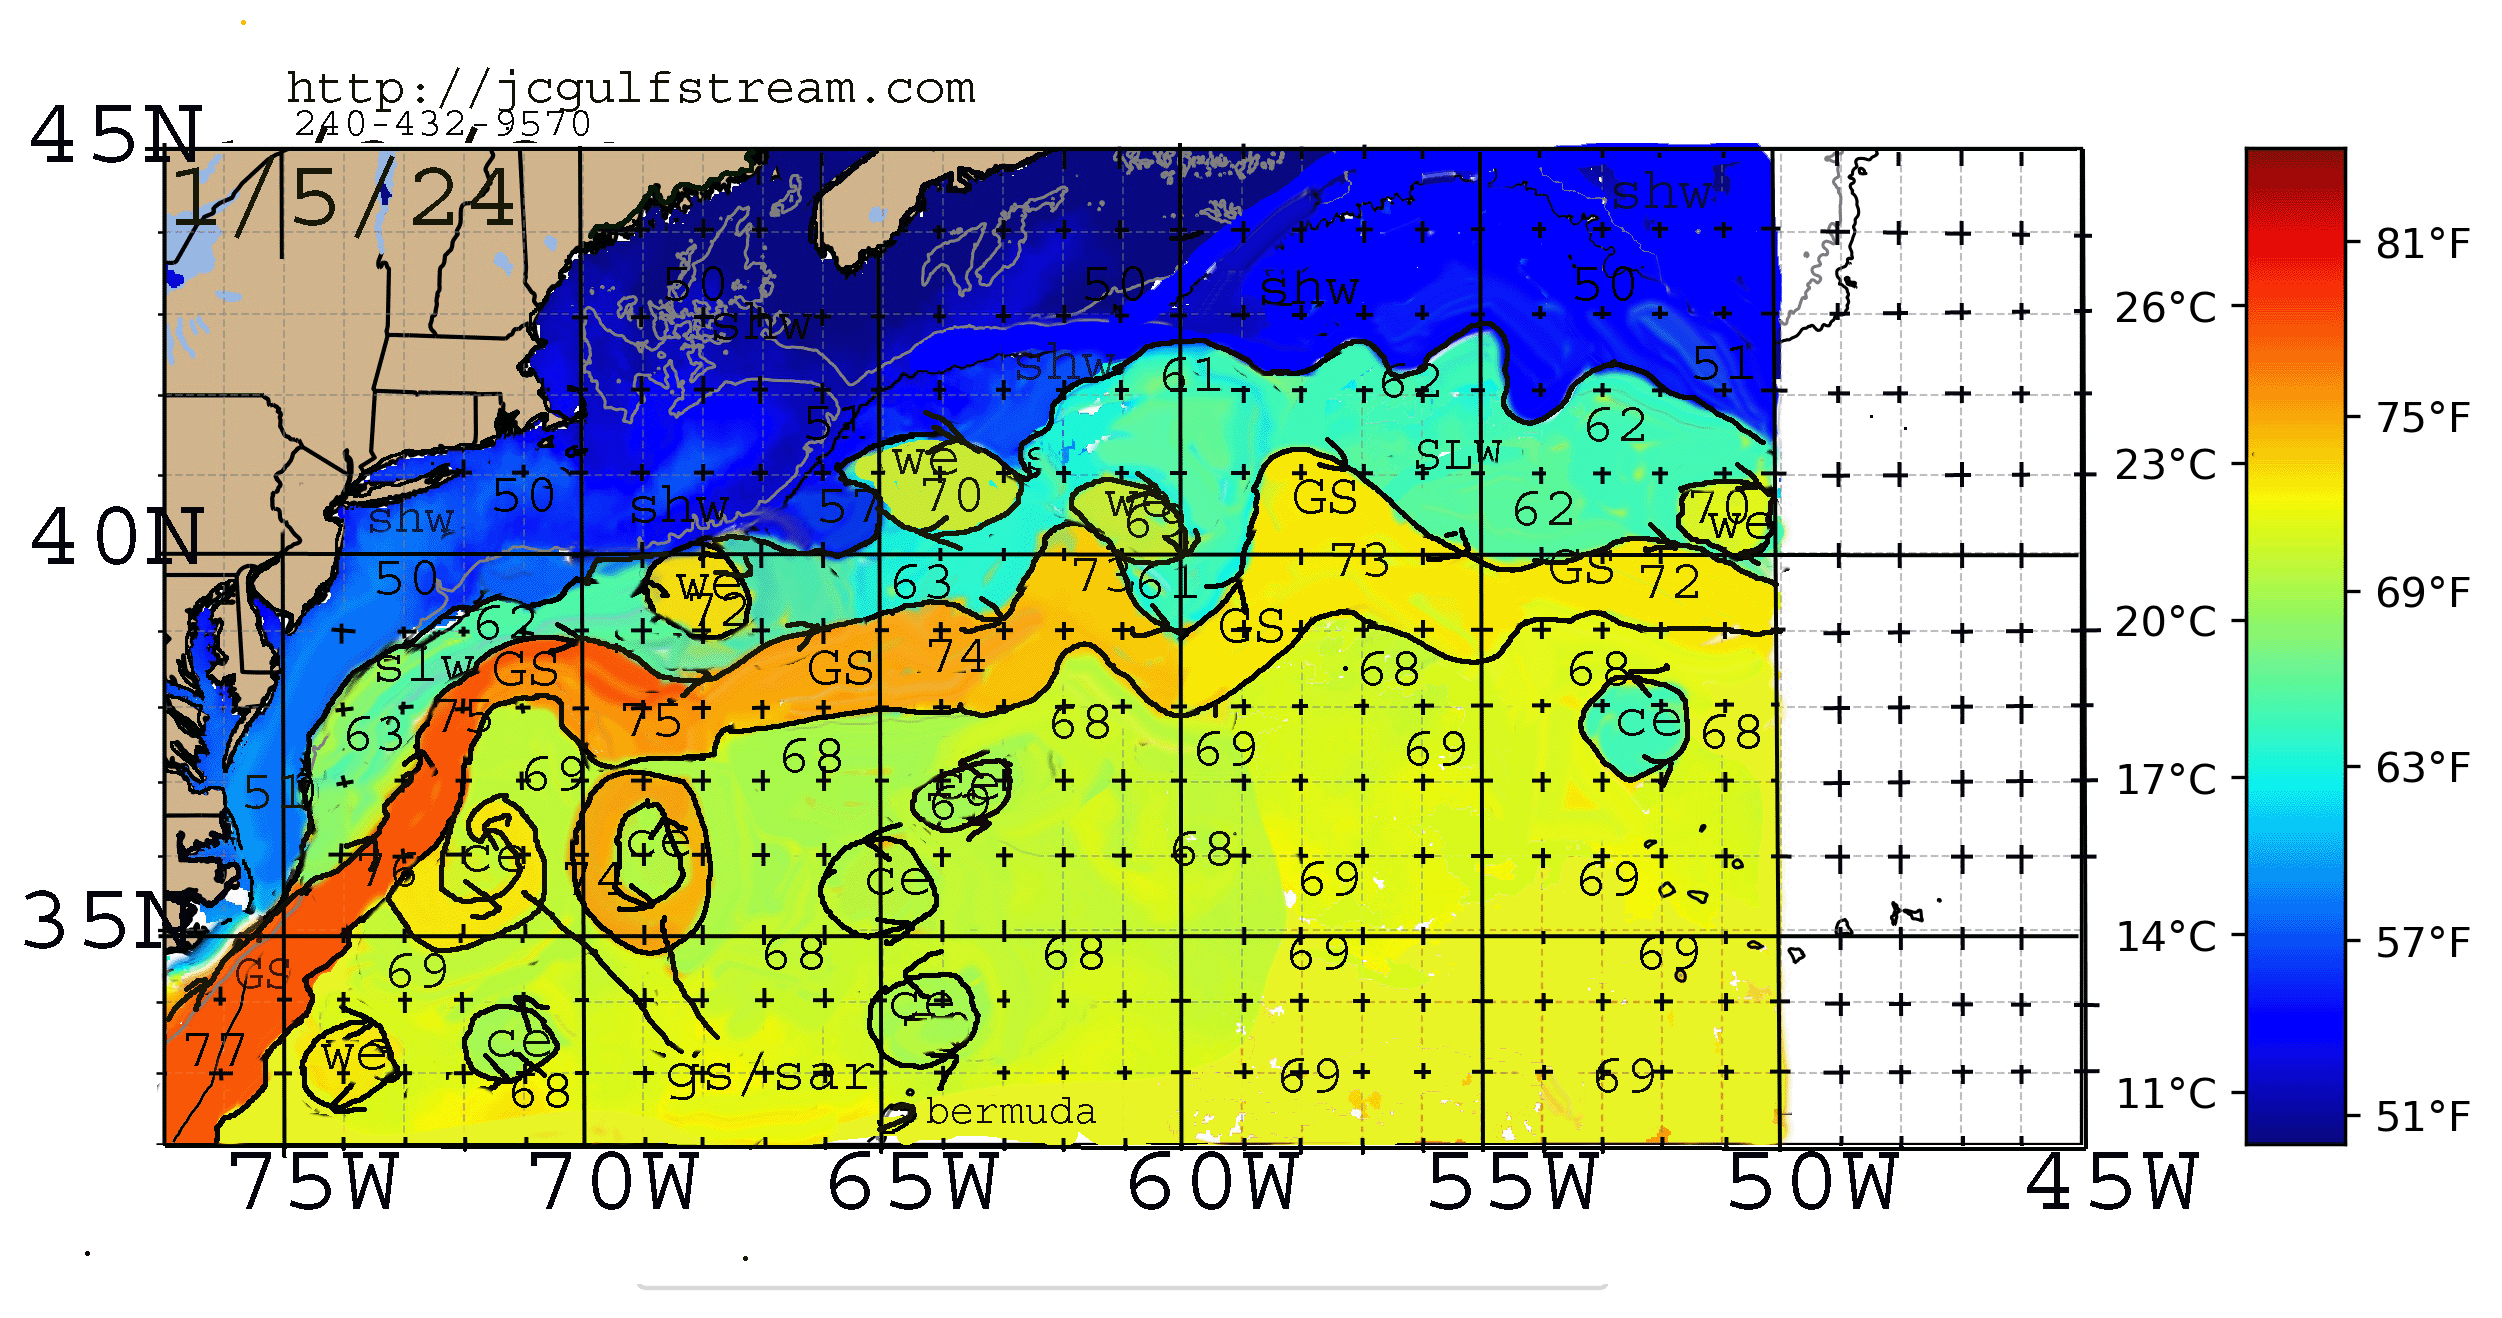 http://jcgulfstream.com
240-432-9570
45N
1/5/24
shw
81°F
50 50 shw 50
26°C
shw
shw 61 62 51
75°F
51 62
we SLW 23°C
50 shw 57 70 we GS 62 70
shw we
40N
50 we 63 73 61 73 GS 72 69°F
72
62 GS 20°C
slw GS GS 74 68 68
63 75 75 68 ce 68
69 68 69 69 63°F
51 ce 17°C
76 ce 74 ce ce 68 69 69
35N 14°C
GS 69 68 68 69 69 57°F
ce
77 we ce
68 gs/sar 69 69 11°C
bermuda 51°F
75W 70W 65W 60W 55W 50W 45W